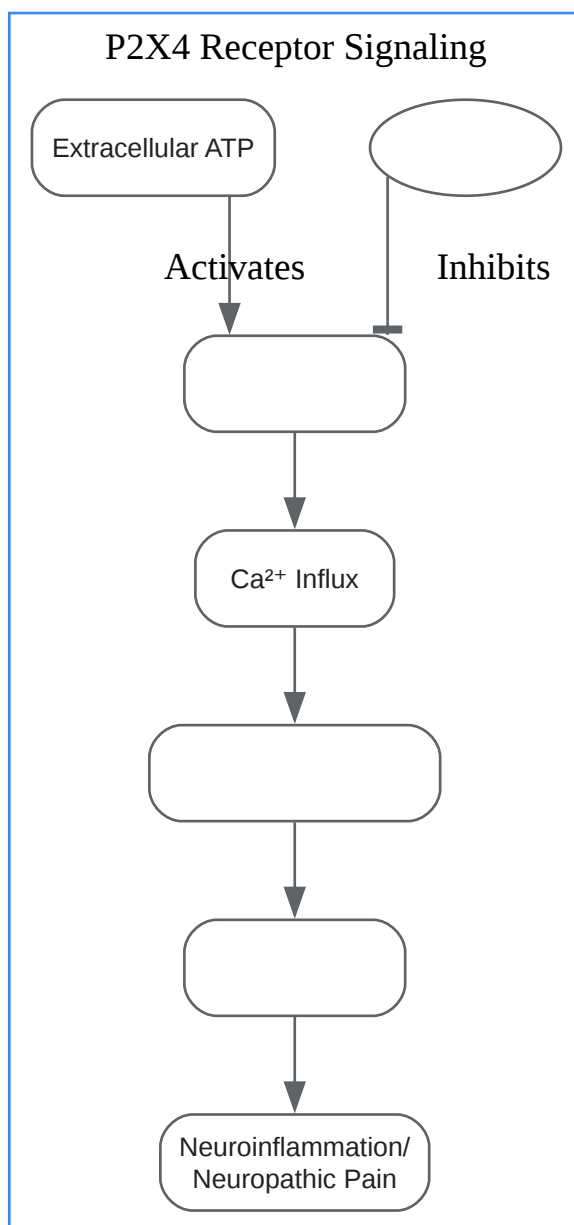 P2X4 Receptor Signaling
Extracellular ATP
Activates
Inhibits
Ca²⁺ Influx
Neuroinflammation/
Neuropathic Pain